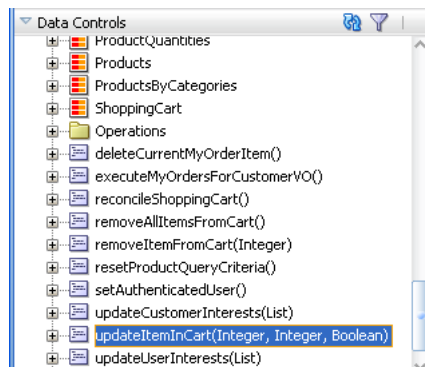 Data Controls
ProductQuantities
Products
ProductsByCategories
ShoppingCart
Operations
deleteCurrentMyOrderItem()
executeMyOrdersForCustomerVO()
reconcileShoppingCart()
removeAllItemsFromCart()
removeItemFromCart(Integer)
resetProductQueryCriteria()
setAuthenticatedUser()
updateCustomerInterests(List)
updateItemInCart(Integer, Integer, Boolean)
updateUserInterests(List)